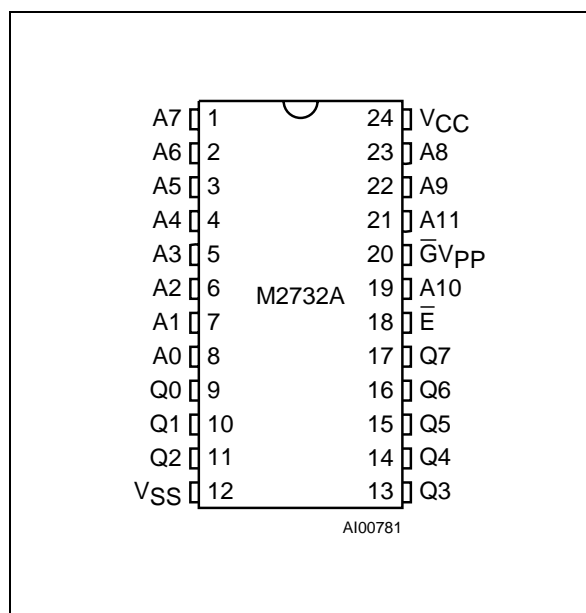 A7 1 24 VCC
A6 2 23 A8
A5 3 22 A9
A4 4 21 A11
A3 5 20 G̅VPP
A2 6 19 A10
M2732A
A1 7 18 E̅
A0 8 17 Q7
Q0 9 16 Q6
Q1 10 15 Q5
Q2 11 14 Q4
VSS 12 13 Q3
AI00781